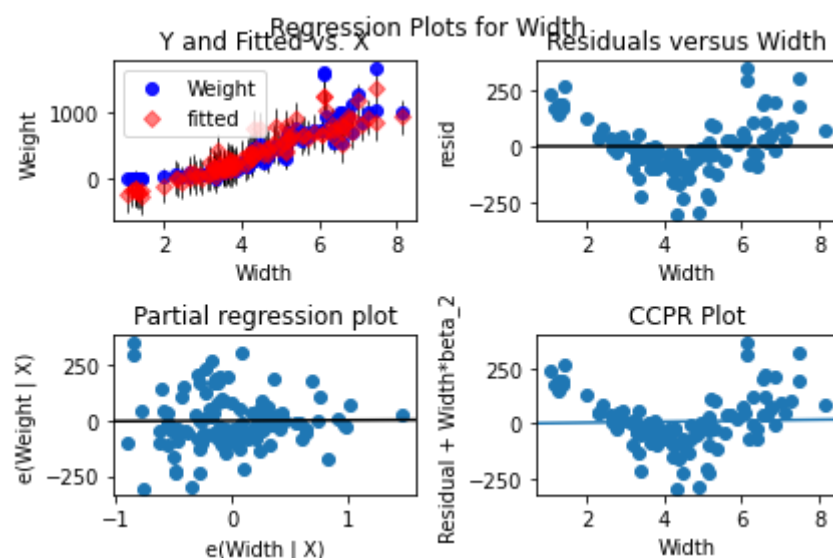 Regression Plots for Width
Y and Fitted vs. X
Weight
fitted
1000
0
Weight
2 4 6 8
Width
Residuals versus Width
250
0
−250
resid
2 4 6 8
Width
Partial regression plot
250
0
−250
e(Weight | X)
−1 0 1
e(Width | X)
CCPR Plot
250
0
−250
Residual + Width*beta_2
2 4 6 8
Width